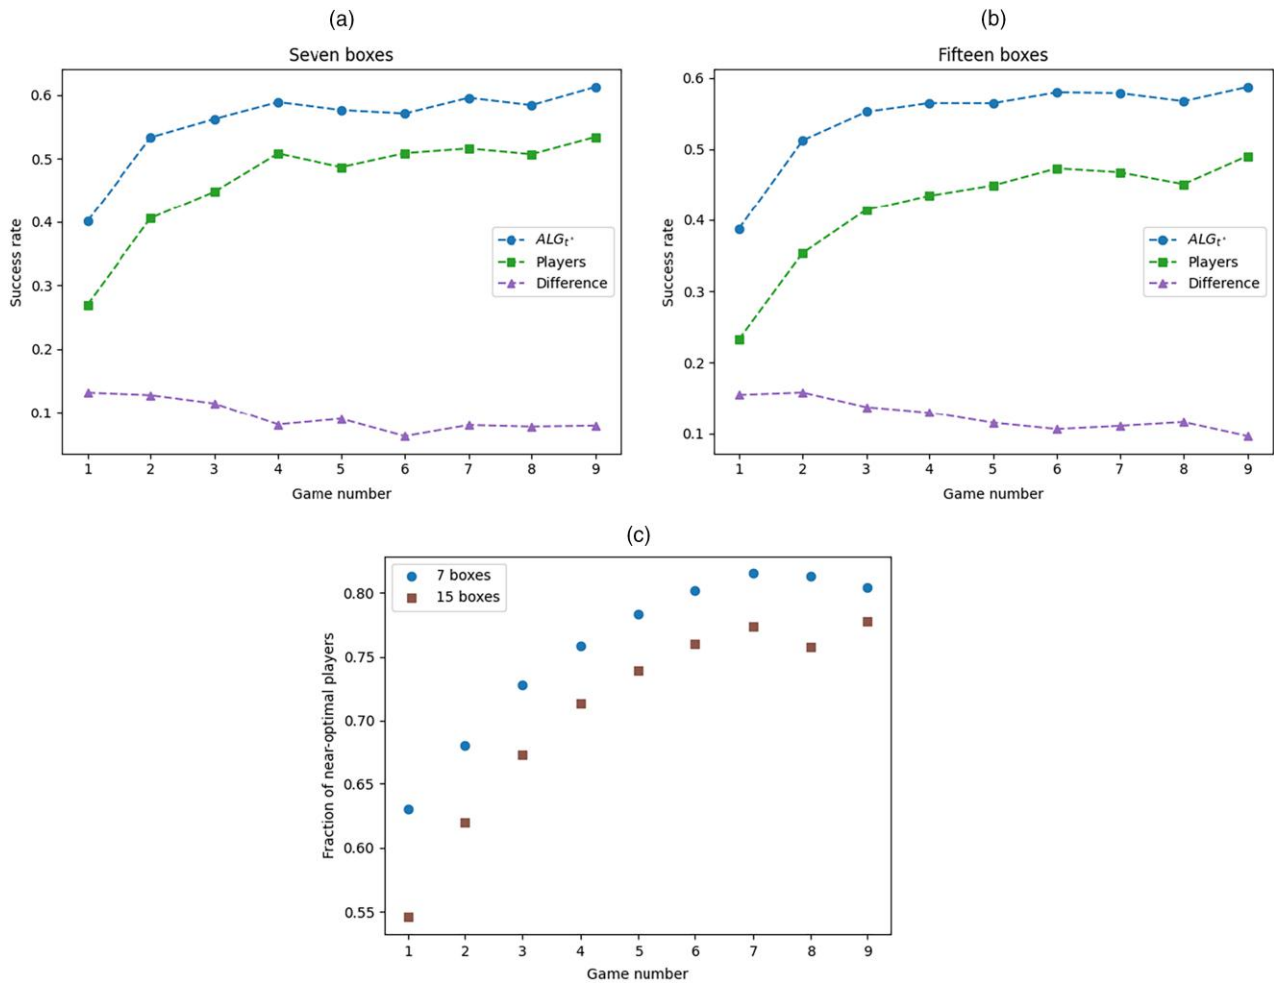 (a)
Seven boxes
0.6
0.5
0.4
0.3
0.2
0.1
Success rate
ALG_t*
Players
Difference
1 2 3 4 5 6 7 8 9
Game number
(b)
Fifteen boxes
0.6
0.5
0.4
0.3
0.2
0.1
Success rate
ALG_t*
Players
Difference
1 2 3 4 5 6 7 8 9
Game number
(c)
7 boxes
15 boxes
0.80
0.75
0.70
0.65
0.60
0.55
Fraction of near-optimal players
1 2 3 4 5 6 7 8 9
Game number